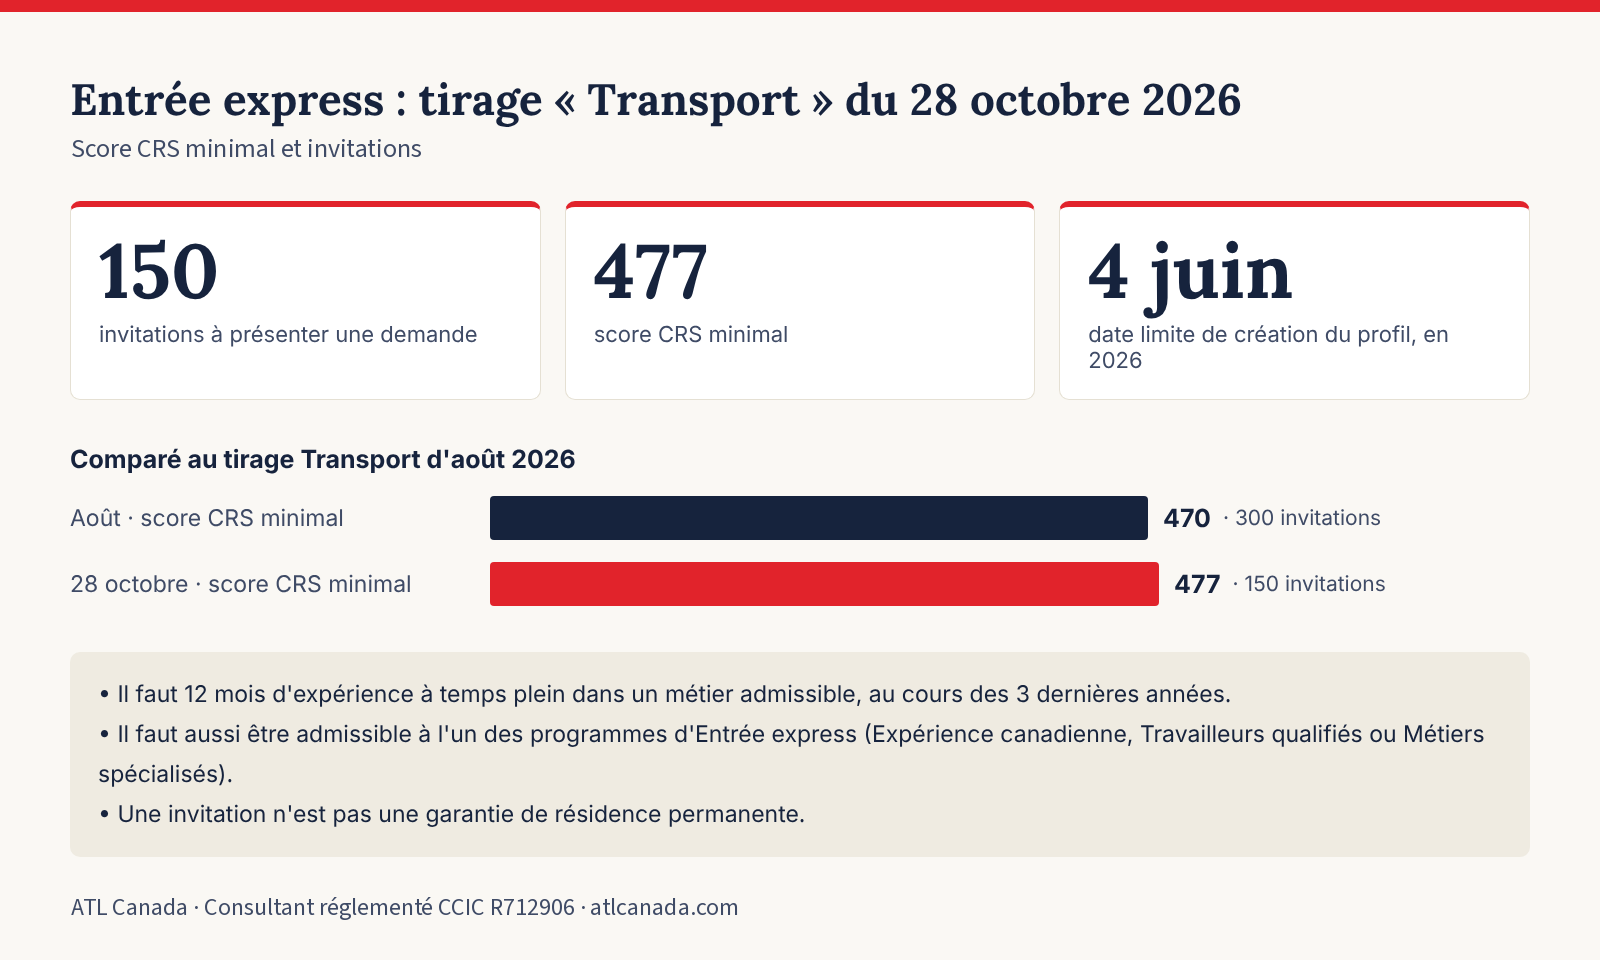 Entrée express : tirage « Transport » du 28 octobre 2026
Score CRS minimal et invitations
150
invitations à présenter une demande
477
score CRS minimal
4 juin
date limite de création du profil, en
2026
Comparé au tirage Transport d'août 2026
Août · score CRS minimal
470 · 300 invitations
28 octobre · score CRS minimal
477 · 150 invitations
• Il faut 12 mois d'expérience à temps plein dans un métier admissible, au cours des 3 dernières années.
• Il faut aussi être admissible à l'un des programmes d'Entrée express (Expérience canadienne, Travailleurs qualifiés ou Métiers
spécialisés).
• Une invitation n'est pas une garantie de résidence permanente.
ATL Canada · Consultant réglementé CCIC R712906 · atlcanada.com